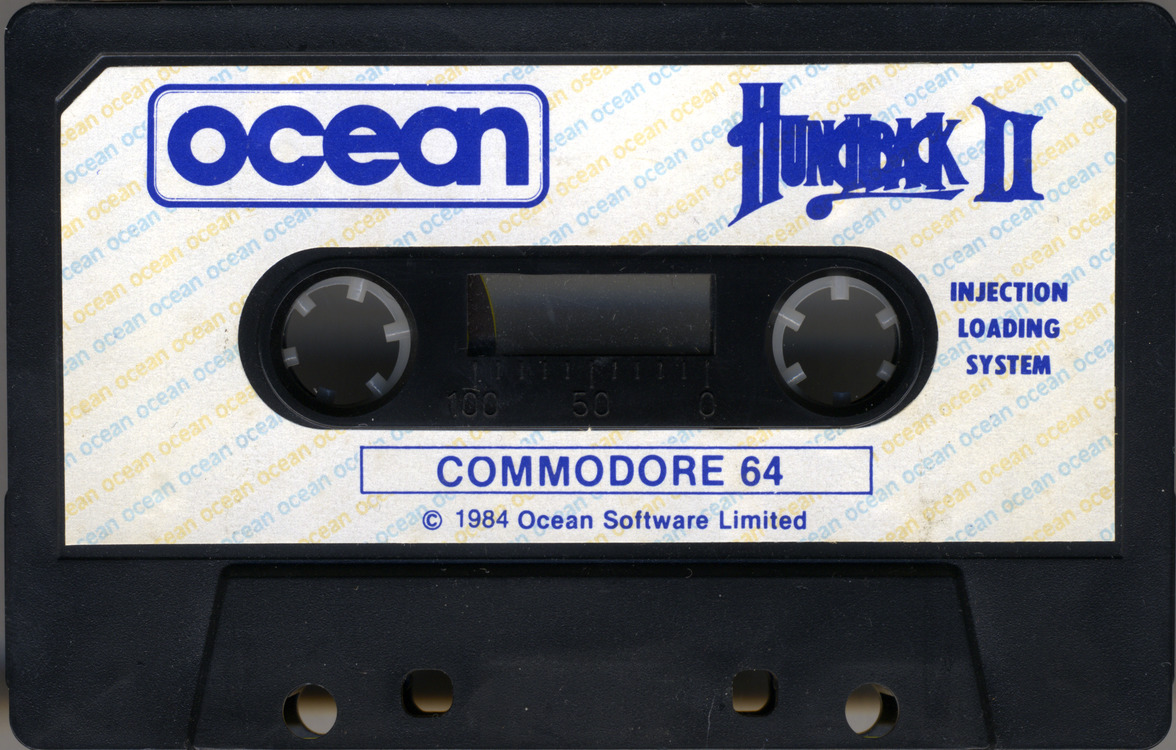 ocean
HUNCHBACK II
INJECTION
LOADING
SYSTEM
100 50 0
COMMODORE 64
© 1984 Ocean Software Limited